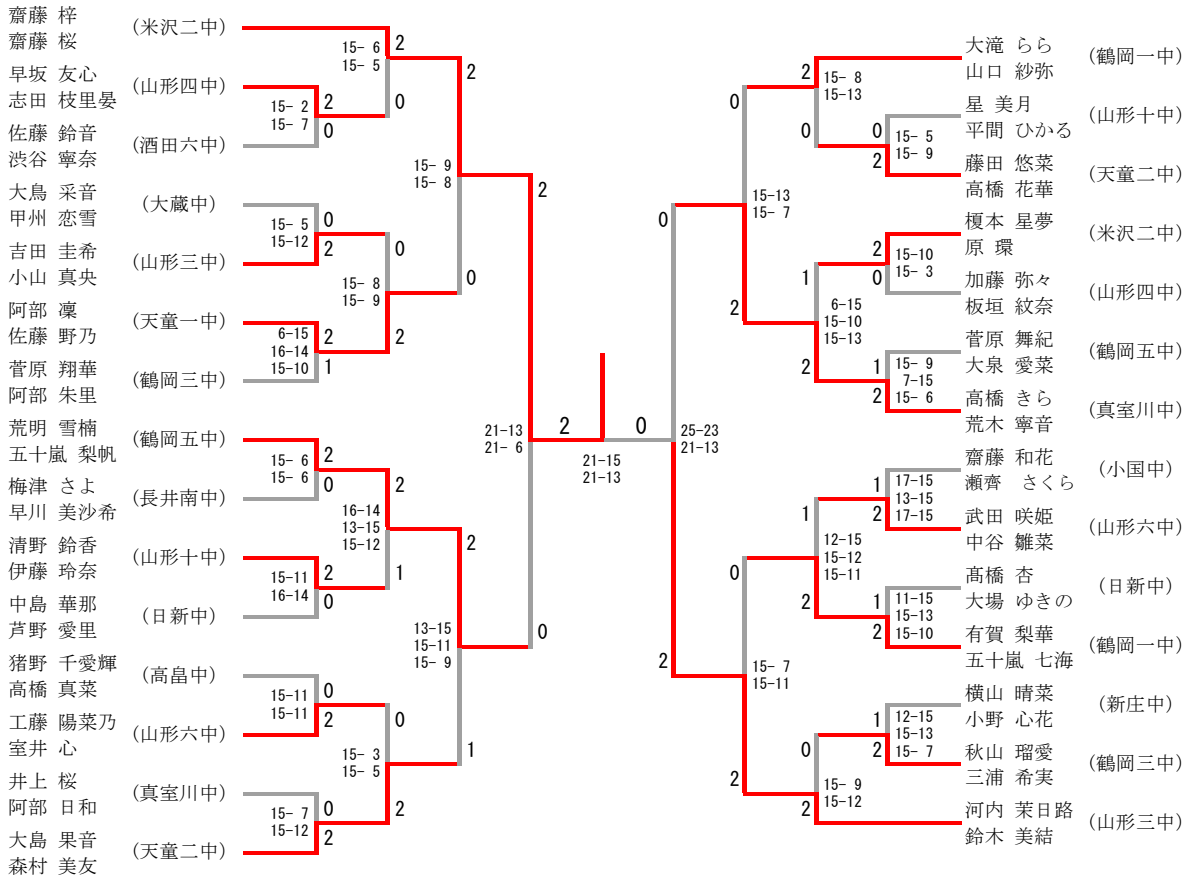 齋藤 梓
齋藤 桜
(米沢二中)
早坂 友心
志田 枝里晏
(山形四中)
佐藤 鈴音
渋谷 寧奈
(酒田六中)
大鳥 采音
甲州 恋雪
(大蔵中)
吉田 圭希
小山 真央
(山形三中)
阿部 凜
佐藤 野乃
(天童一中)
菅原 翔華
阿部 朱里
(鶴岡三中)
荒明 雪楠
五十嵐 梨帆
(鶴岡五中)
梅津 さよ
早川 美沙希
(長井南中)
清野 鈴香
伊藤 玲奈
(山形十中)
中島 華那
芦野 愛里
(日新中)
猪野 千愛輝
高橋 真菜
(高畠中)
工藤 陽菜乃
室井 心
(山形六中)
井上 桜
阿部 日和
(真室川中)
大島 果音
森村 美友
(天童二中)
15- 2
15- 7
2
0
15- 5
15-12
0
2
6-15
16-14
15-10
2
1
15- 6
15- 6
2
0
15-11
16-14
2
0
15-11
15-11
0
2
15- 7
15-12
0
2
15- 6
15- 5
2
0
15- 8
15- 9
0
2
16-14
13-15
15-12
2
1
15- 3
15- 5
0
2
15- 9
15- 8
2
0
13-15
15-11
15- 9
2
1
21-13
21- 6
2
0
2
0
21-15
21-13
25-23
21-13
0
2
15-13
15- 7
0
2
15- 7
15-11
0
2
15- 8
15-13
2
0
6-15
15-10
15-13
1
2
12-15
15-12
15-11
1
2
15- 9
15-12
0
2
15- 5
15- 9
0
2
15-10
15- 3
2
0
15- 9
7-15
15- 6
1
2
17-15
13-15
17-15
1
2
11-15
15-13
15-10
1
2
12-15
15-13
15- 7
1
2
大滝 らら
山口 紗弥
(鶴岡一中)
星 美月
平間 ひかる
(山形十中)
藤田 悠菜
高橋 花華
(天童二中)
榎本 星夢
原 環
(米沢二中)
加藤 弥々
板垣 紋奈
(山形四中)
菅原 舞紀
大泉 愛菜
(鶴岡五中)
高橋 きら
荒木 寧音
(真室川中)
齋藤 和花
瀬齊 さくら
(小国中)
武田 咲姫
中谷 雛菜
(山形六中)
髙橋 杏
大場 ゆきの
(日新中)
有賀 梨華
五十嵐 七海
(鶴岡一中)
横山 晴菜
小野 心花
(新庄中)
秋山 瑠愛
三浦 希実
(鶴岡三中)
河内 茉日路
鈴木 美結
(山形三中)